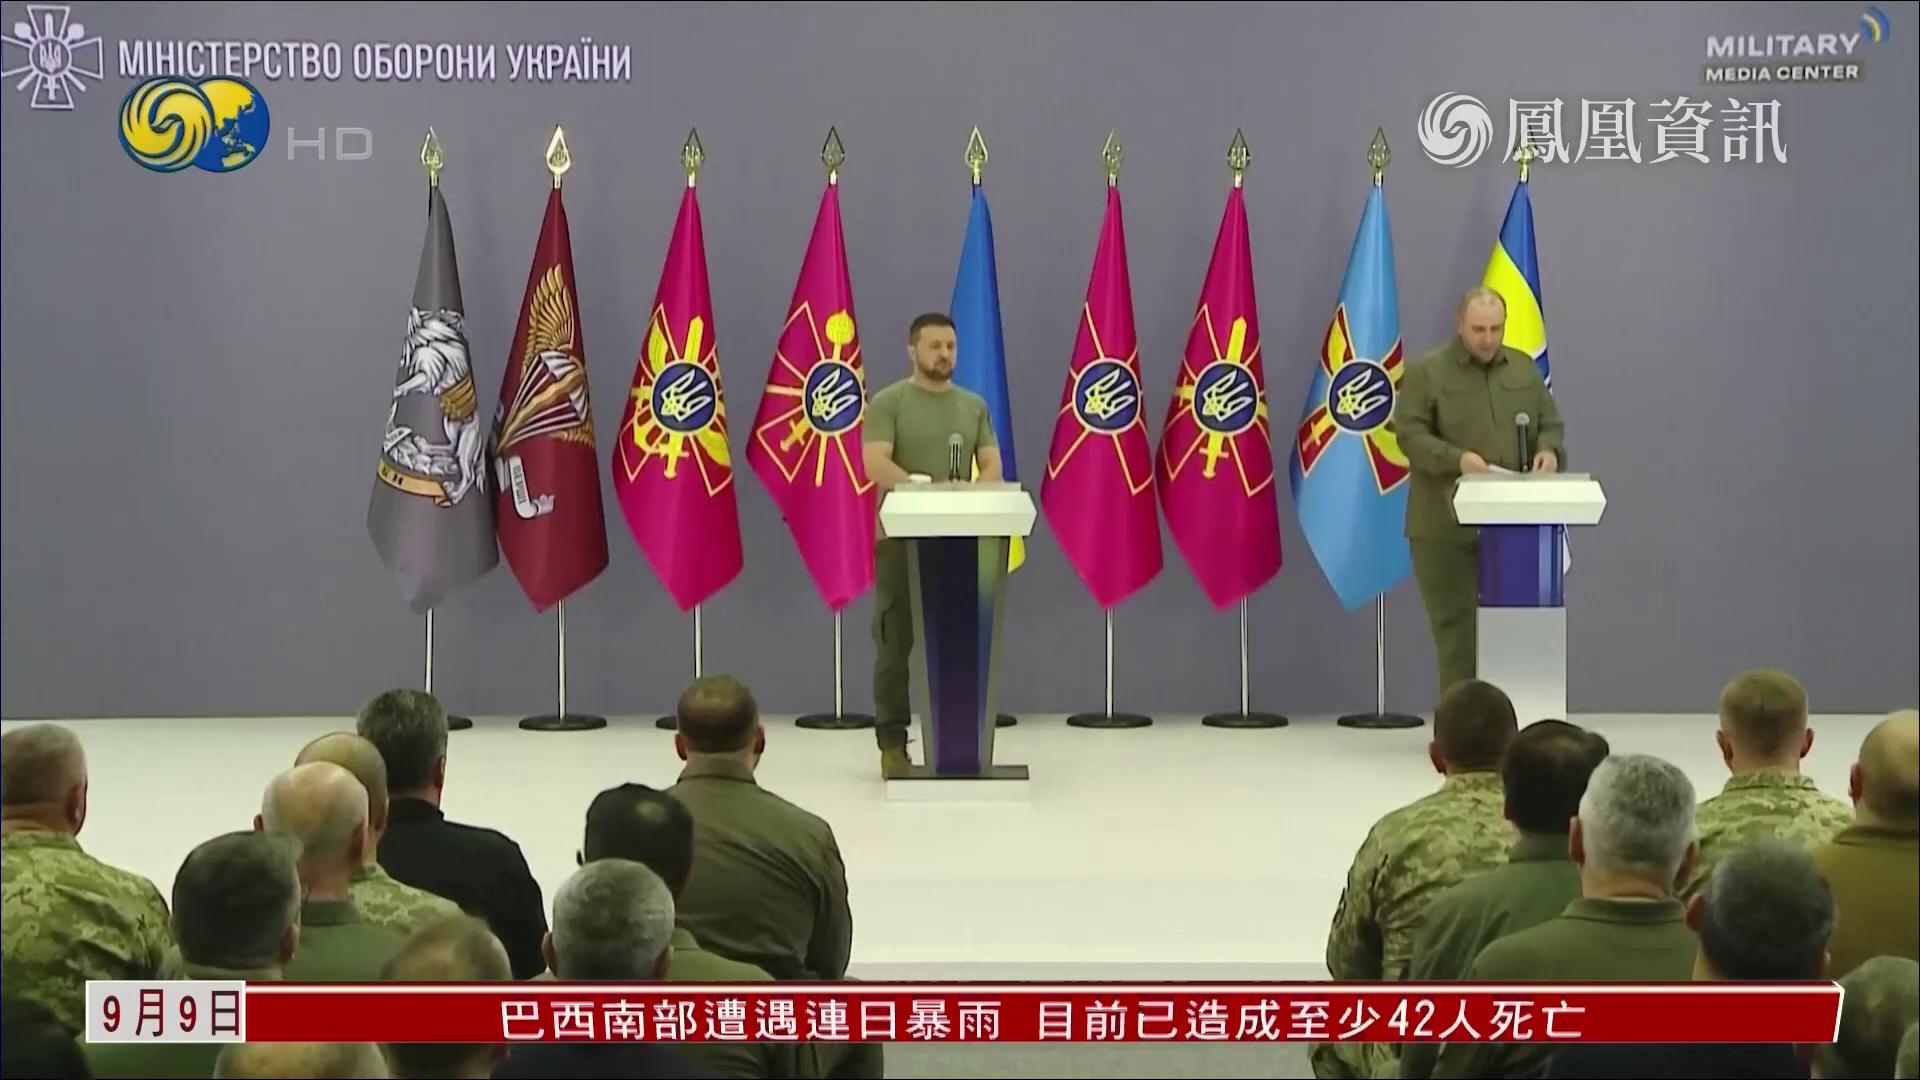 МІНІСТЕРСТВО ОБОРОНИ УКРАЇНИ
MILITARY
MEDIA CENTER
HD
鳳凰資訊
9月9日
巴西南部遭遇連日暴雨 目前已造成至少42人死亡